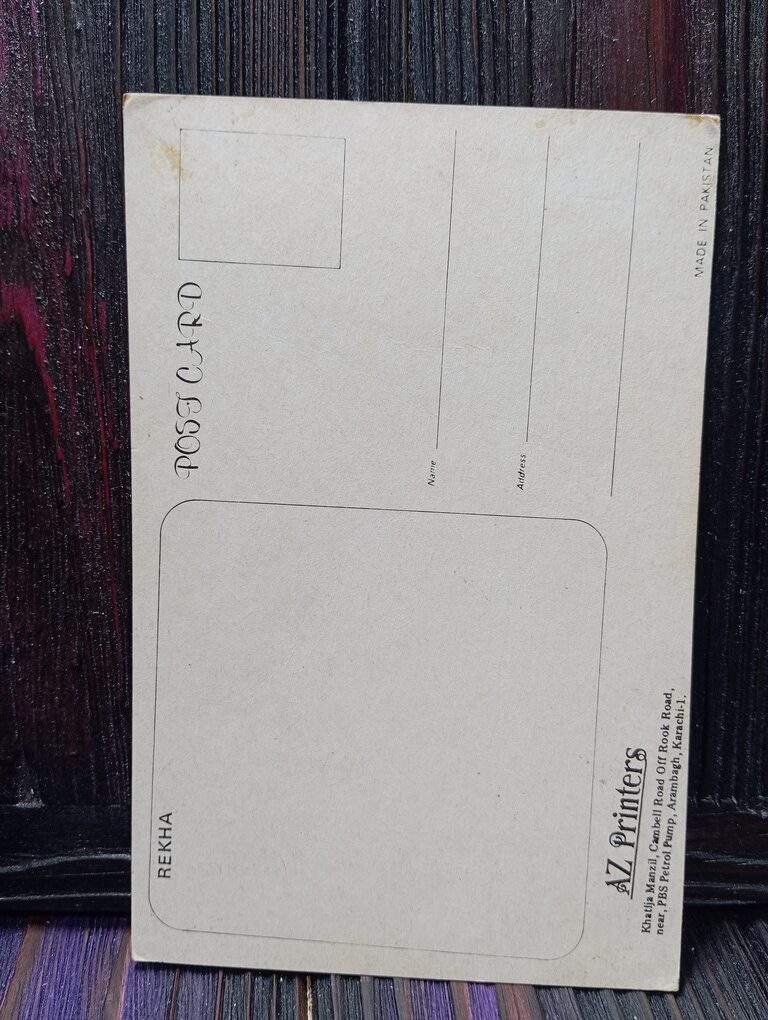 REKHA
POST CARD
Name
Address
AZ Printers
Khatija Manzil, Cambell Road Off Rook Road,
near, PBS Petrol Pump, Arambagh, Karachi-1.
MADE IN PAKISTAN